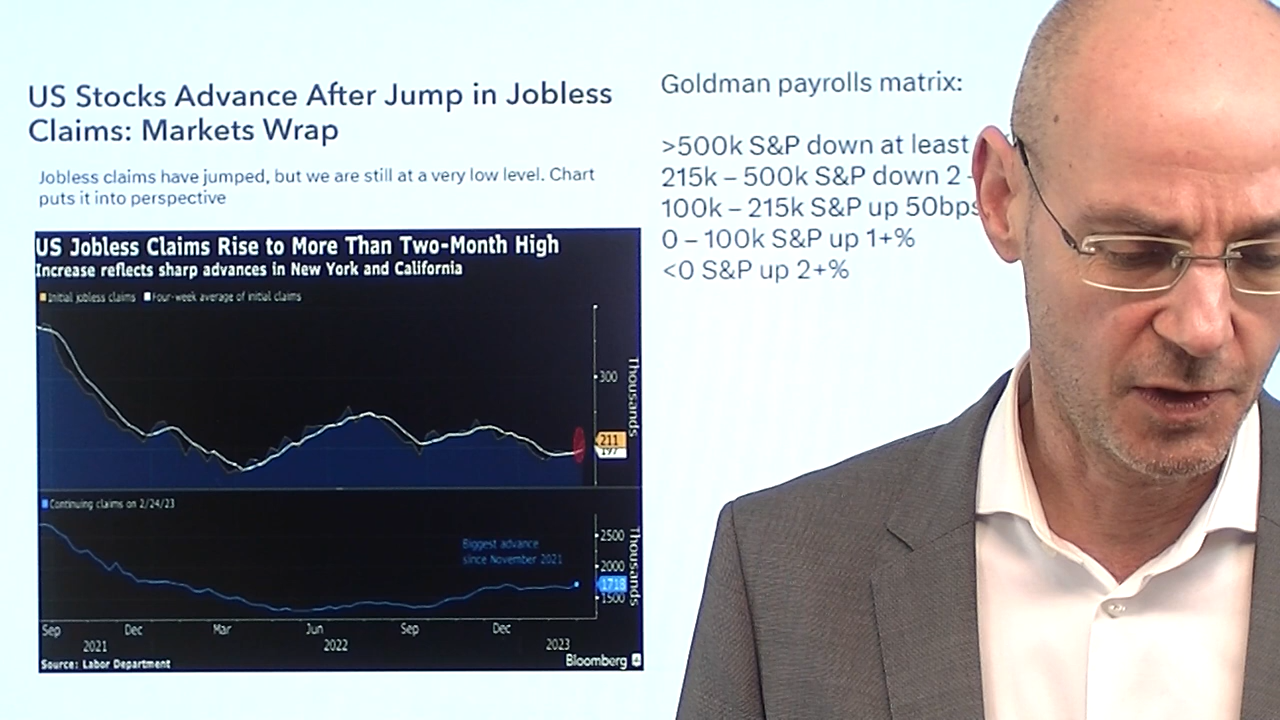 US Stocks Advance After Jump in Jobless
Claims: Markets Wrap
Jobless claims have jumped, but we are still at a very low level. Chart
puts it into perspective
US Jobless Claims Rise to More Than Two-Month High
Increase reflects sharp advances in New York and California
Initial jobless claims Four-week average of initial claims
300
Thousands
211
197
Continuing claims on 2/24/23
Biggest advance
since November 2021
2500
2000
1718
1500
Thousands
Sep Dec Mar Jun Sep Dec
2021 2022 2023
Source: Labor Department
Bloomberg
Goldman payrolls matrix:
>500k S&P down at least
215k – 500k S&P down 2 -
100k – 215k S&P up 50bps
0 – 100k S&P up 1+%
<0 S&P up 2+%